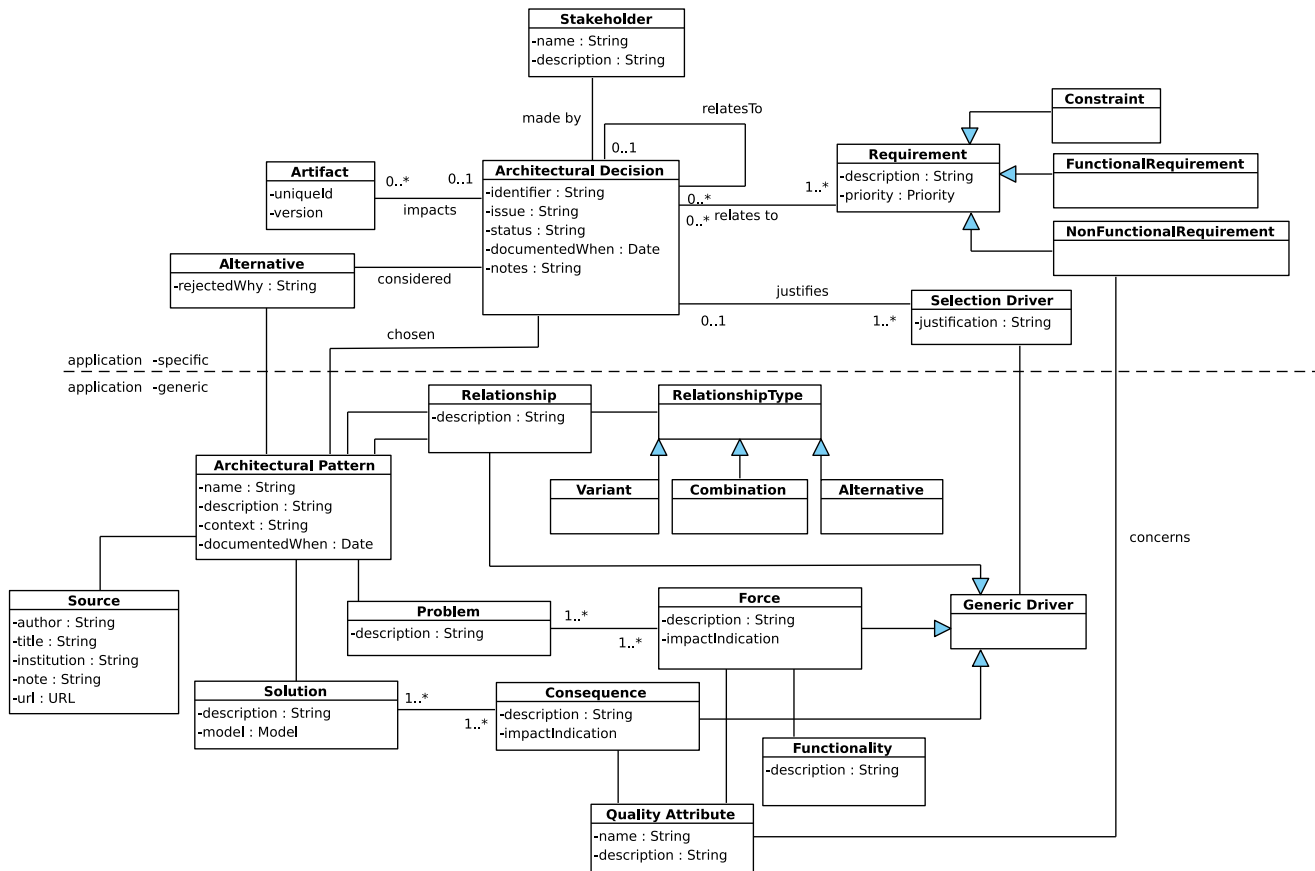 Stakeholder
-name : String
-description : String
made by
relatesTo
0..1
Constraint
Requirement
-description : String
-priority : Priority
FunctionalRequirement
NonFunctionalRequirement
Artifact
-uniqueId
-version
0..*
0..1
impacts
Architectural Decision
-identifier : String
-issue : String
-status : String
-documentedWhen : Date
-notes : String
0..*
0..*
relates to
1..*
Alternative
-rejectedWhy : String
considered
justifies
0..1
1..*
Selection Driver
-justification : String
chosen
application -specific
application -generic
Relationship
-description : String
RelationshipType
Variant
Combination
Alternative
Architectural Pattern
-name : String
-description : String
-context : String
-documentedWhen : Date
concerns
Source
-author : String
-title : String
-institution : String
-note : String
-url : URL
Problem
-description : String
1..*
1..*
Force
-description : String
-impactIndication
Generic Driver
Solution
-description : String
-model : Model
1..*
1..*
Consequence
-description : String
-impactIndication
Functionality
-description : String
Quality Attribute
-name : String
-description : String